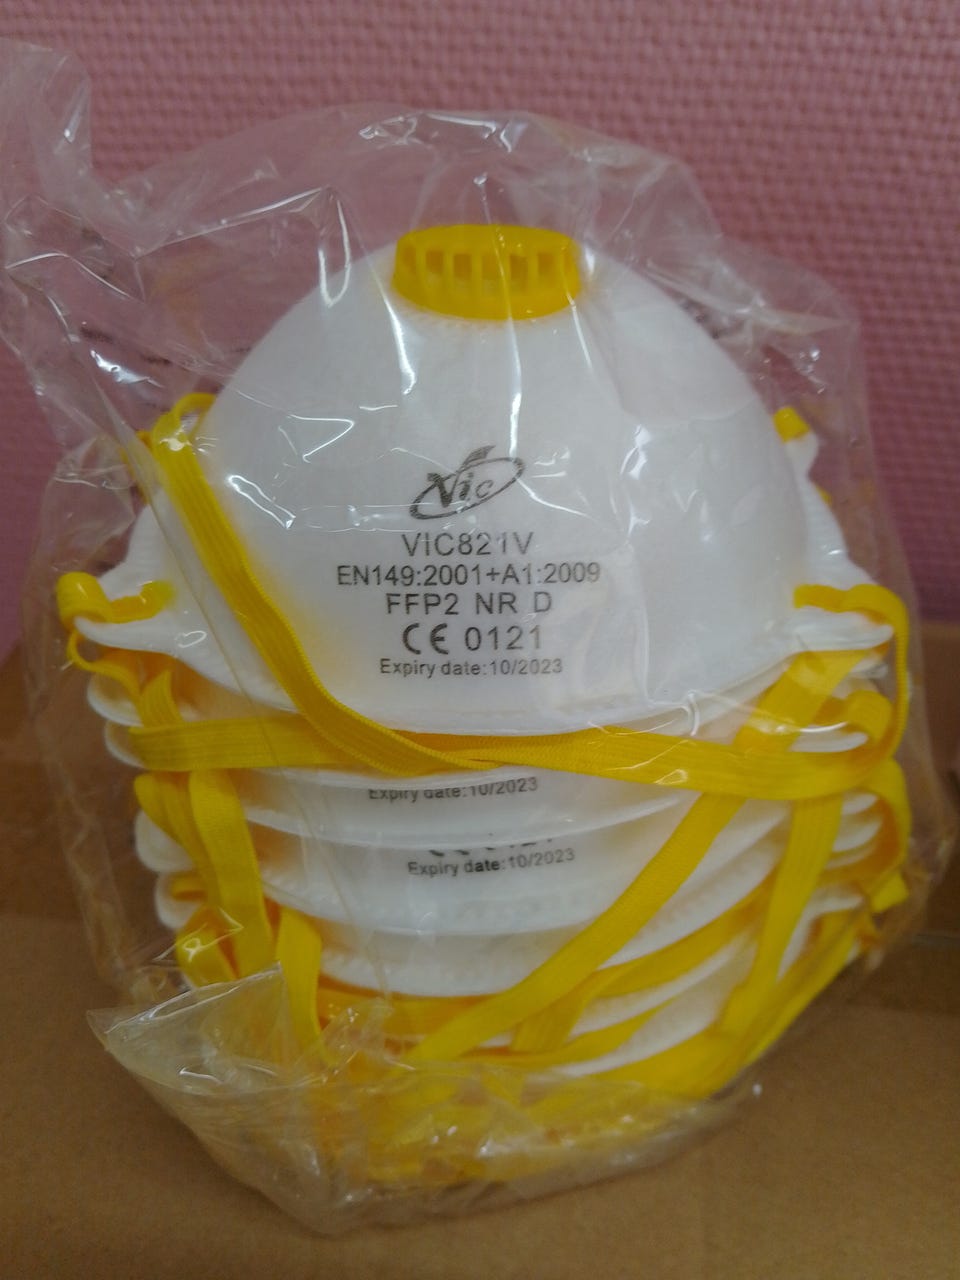 Vic
VIC821V
EN149:2001+A1:2009
FFP2 NR D
CE 0121
Expiry date:10/2023
Expiry date:10/2023
Expiry date:10/2023